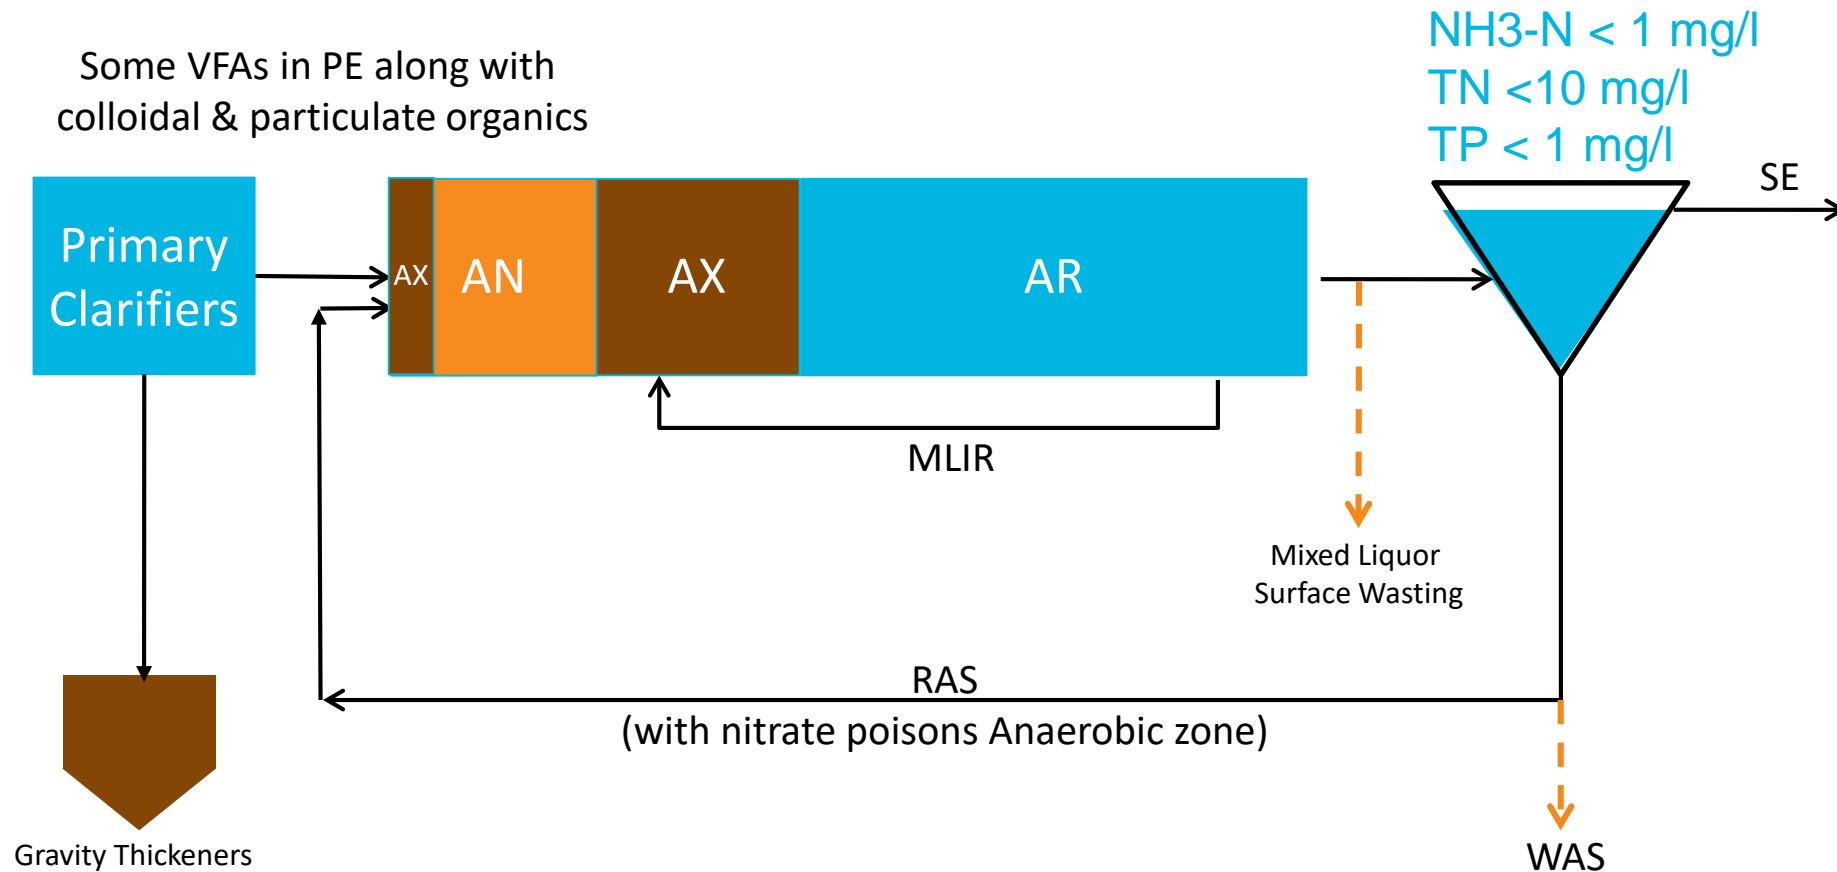 Some VFAs in PE along with
colloidal & particulate organics
NH3-N < 1 mg/l
TN <10 mg/l
TP < 1 mg/l
SE
Primary
Clarifiers
AX
AN
AX
AR
MLIR
Mixed Liquor
Surface Wasting
RAS
(with nitrate poisons Anaerobic zone)
Gravity Thickeners
WAS